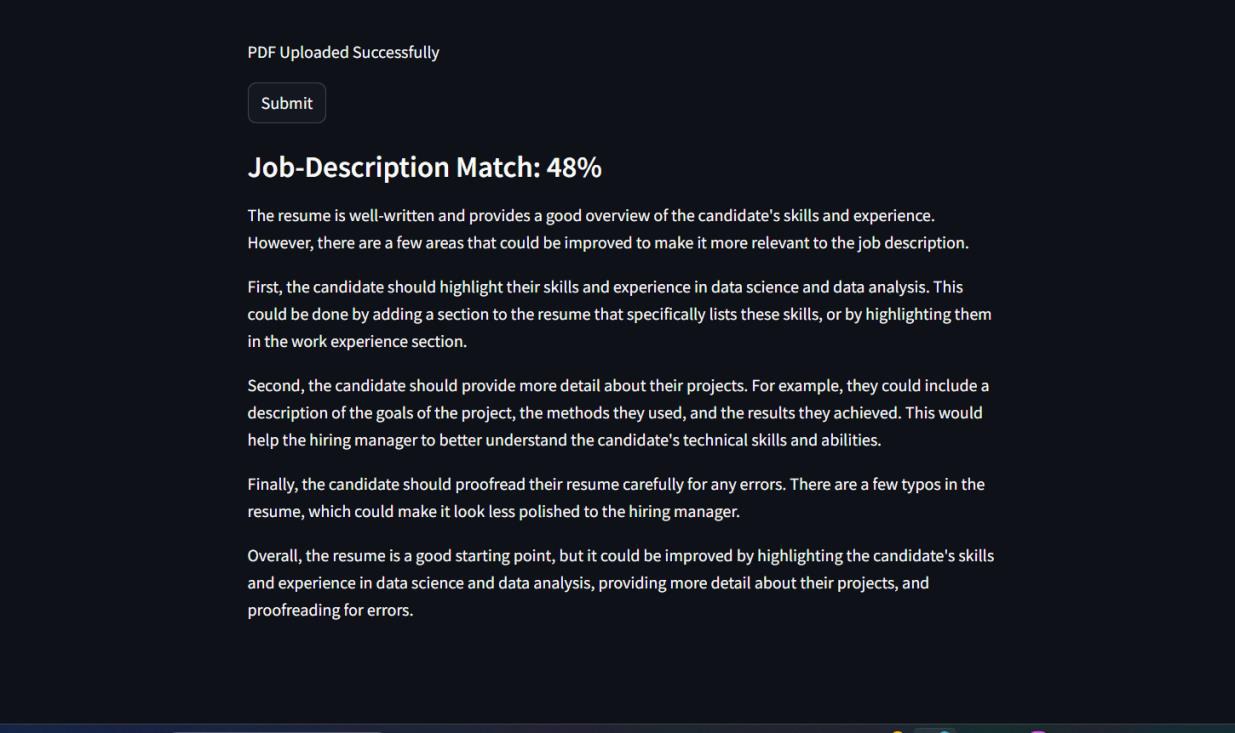 PDF Uploaded Successfully
Submit
Job-Description Match: 48%
The resume is well-written and provides a good overview of the candidate's skills and experience.
However, there are a few areas that could be improved to make it more relevant to the job description.
First, the candidate should highlight their skills and experience in data science and data analysis. This
could be done by adding a section to the resume that specifically lists these skills, or by highlighting them
in the work experience section.
Second, the candidate should provide more detail about their projects. For example, they could include a
description of the goals of the project, the methods they used, and the results they achieved. This would
help the hiring manager to better understand the candidate's technical skills and abilities.
Finally, the candidate should proofread their resume carefully for any errors. There are a few typos in the
resume, which could make it look less polished to the hiring manager.
Overall, the resume is a good starting point, but it could be improved by highlighting the candidate's skills
and experience in data science and data analysis, providing more detail about their projects, and
proofreading for errors.